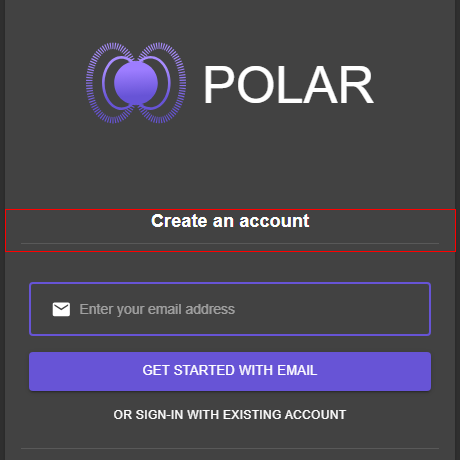 POLAR
Create an account
Enter your email address
GET STARTED WITH EMAIL
OR SIGN-IN WITH EXISTING ACCOUNT